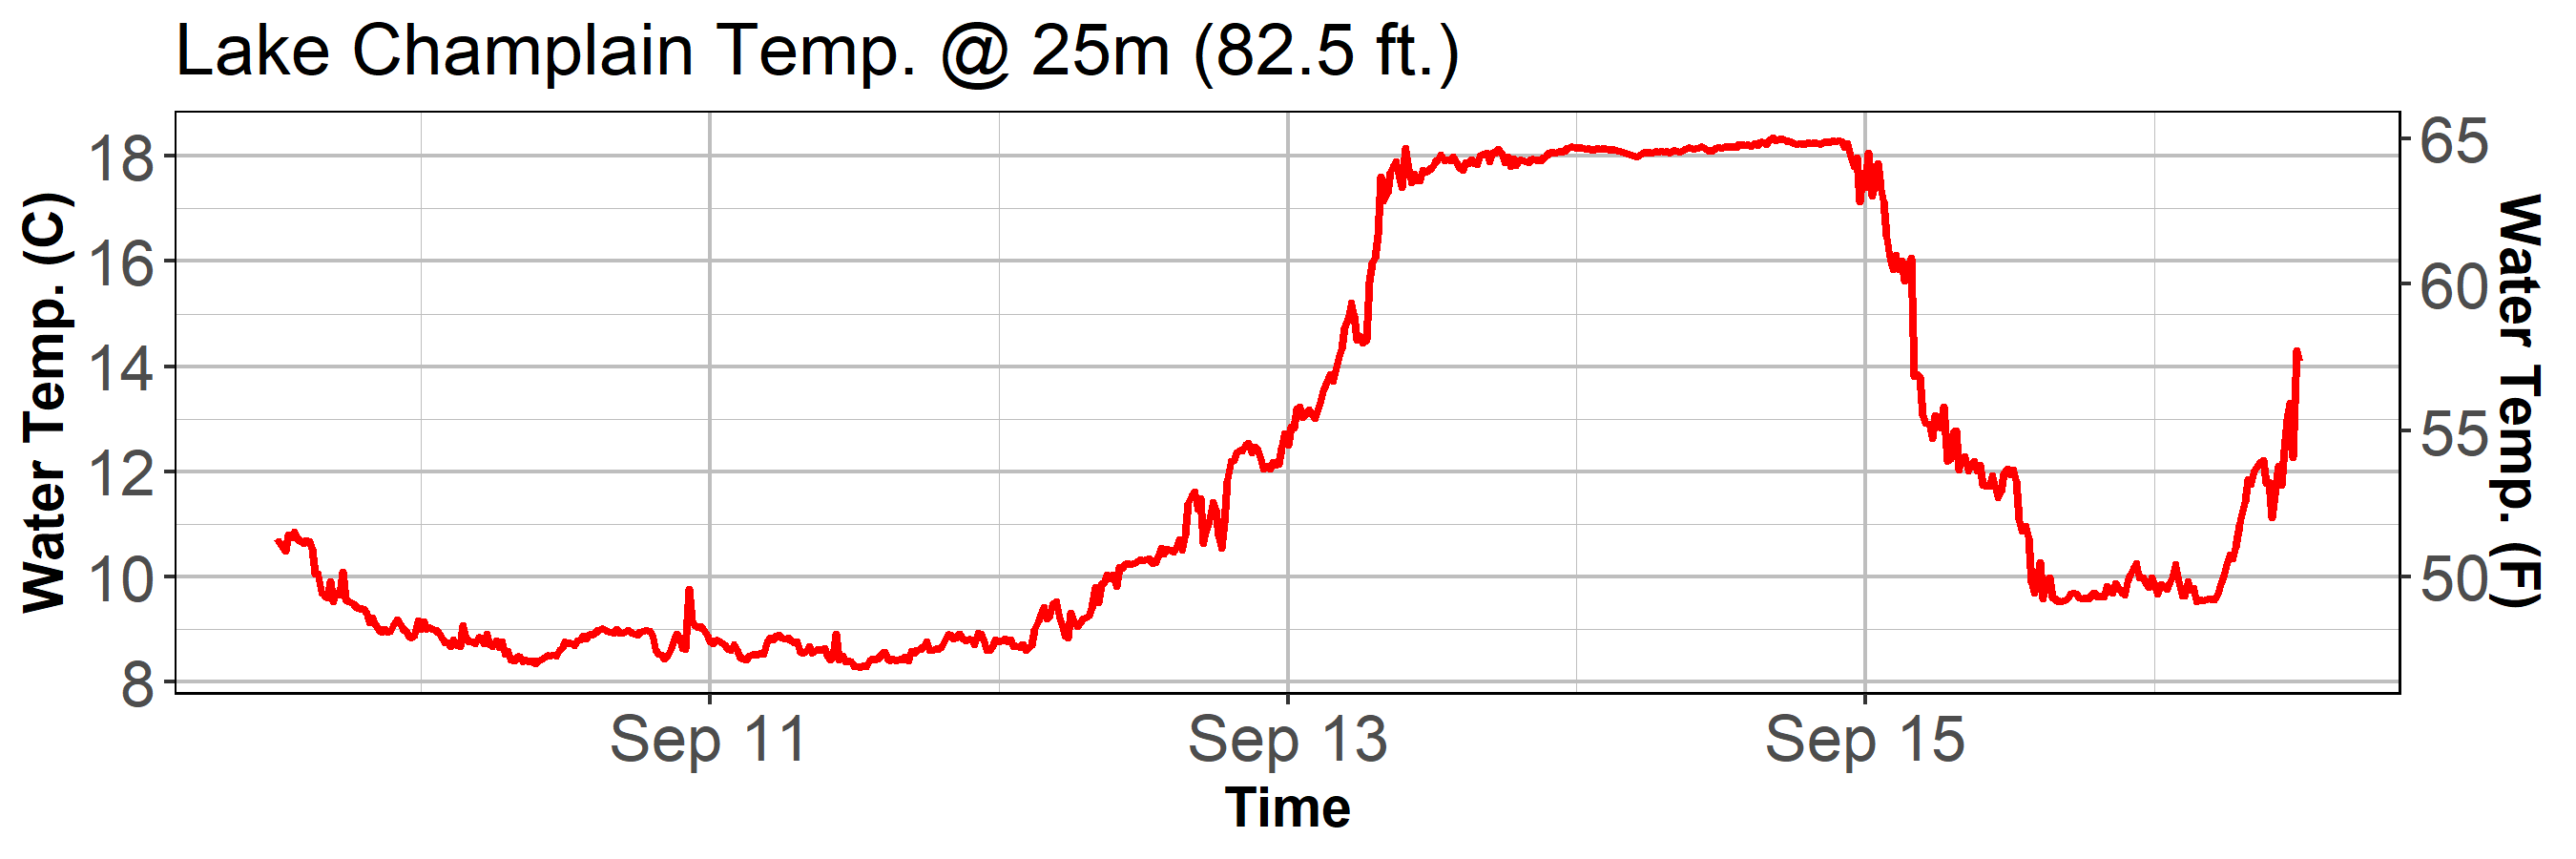 Lake Champlain Temp. @ 25m (82.5 ft.)
Water Temp. (C)
18
16
14
12
10
8
65
60
55
50
Water Temp. (F)
Sep 11
Sep 13
Sep 15
Time